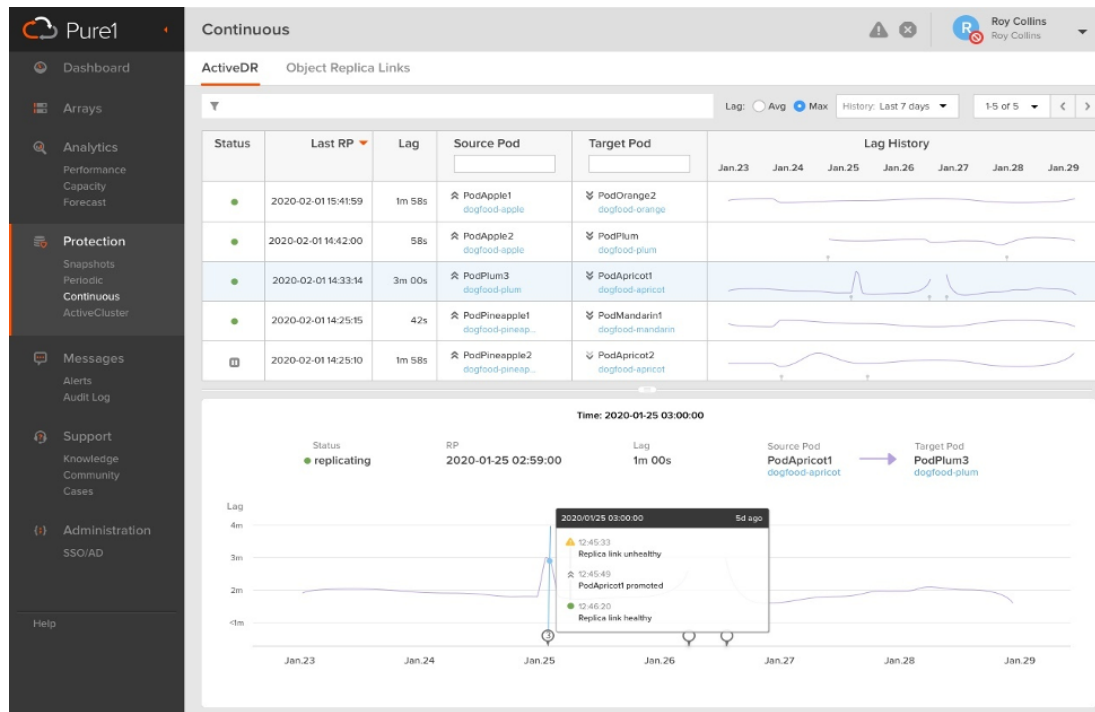 Pure1
Dashboard
Arrays
Analytics
Performance
Capacity
Forecast
Protection
Snapshots
Periodic
Continuous
ActiveCluster
Messages
Alerts
Audit Log
Support
Knowledge
Community
Cases
Administration
SSO/AD
Help
Continuous
R
Roy Collins
Roy Collins
ActiveDR Object Replica Links
Lag: Avg Max History: Last 7 days 1-5 of 5
Status Last RP Lag Source Pod Target Pod Lag History
Jan.23 Jan.24 Jan.25 Jan.26 Jan.27 Jan.28 Jan.29
2020-02-01 15:41:59 1m 58s PodApple1 PodOrange2
dogfood-apple dogfood-orange
2020-02-01 14:42:00 58s PodApple2 PodPlum
dogfood-apple dogfood-plum
2020-02-01 14:33:14 3m 00s PodPlum3 PodApricot1
dogfood-plum dogfood-apricot
2020-02-01 14:25:15 42s PodPineapple1 PodMandarin1
dogfood-pineap... dogfood-mandarin
2020-02-01 14:25:10 1m 58s PodPineapple2 PodApricot2
dogfood-pineap... dogfood-apricot
Time: 2020-01-25 03:00:00
Status RP Lag Source Pod Target Pod
replicating 2020-01-25 02:59:00 1m 00s PodApricot1 PodPlum3
dogfood-apricot dogfood-plum
Lag
4m
3m
2m
<1m
2020/01/25 03:00:00 5d ago
12:45:33
Replica link unhealthy
12:45:49
PodApricot1 promoted
12:46:20
Replica link healthy
3
Jan.23 Jan.24 Jan.25 Jan.26 Jan.27 Jan.28 Jan.29